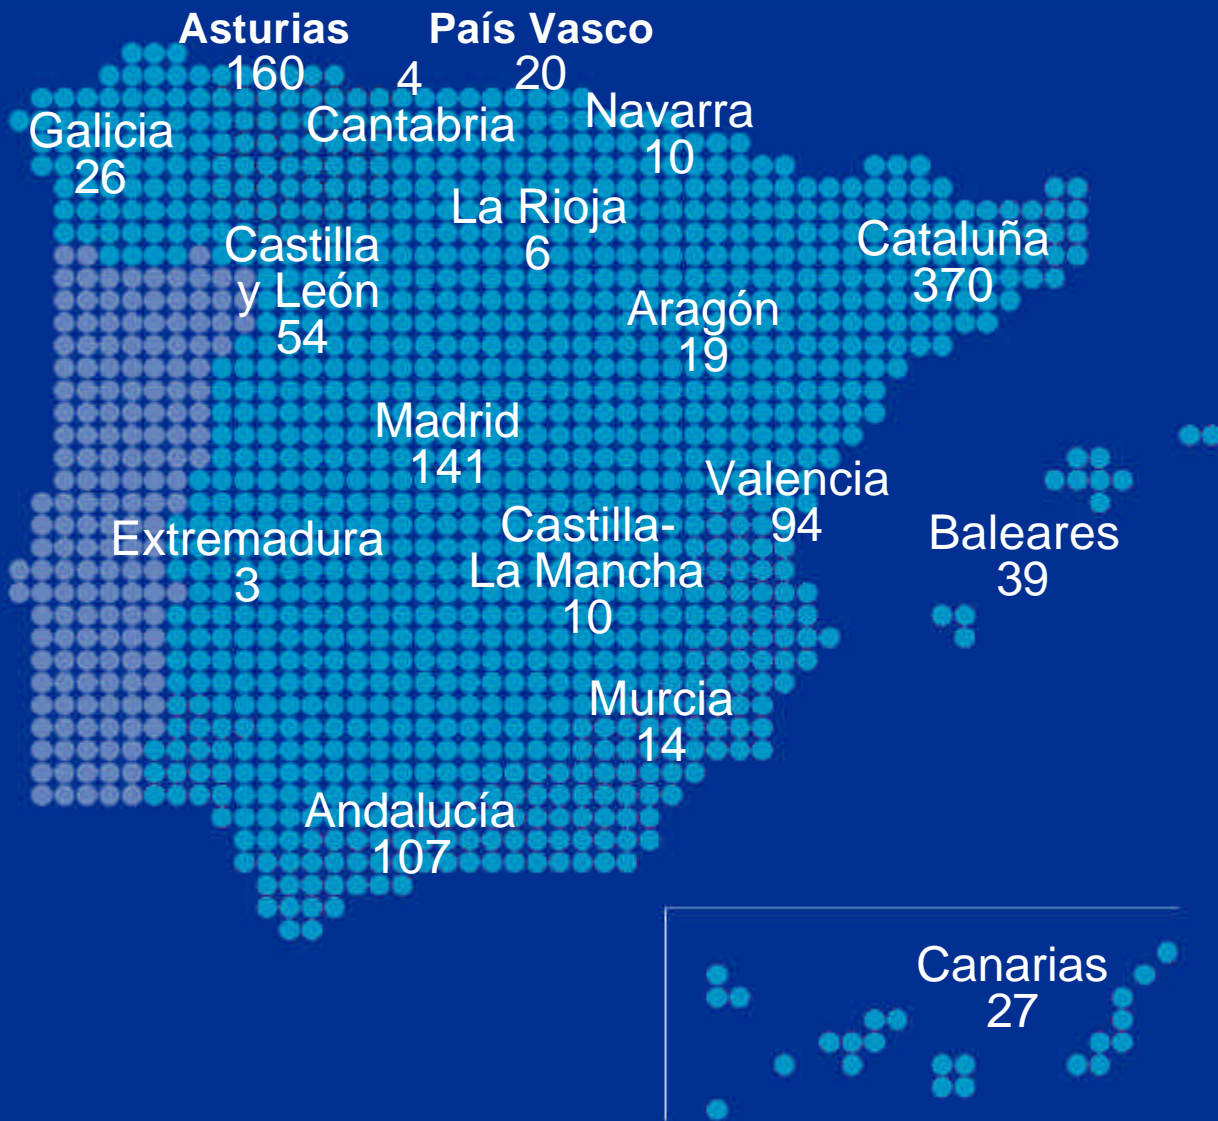 Asturias
160
País Vasco
20
4
Cantabria
Navarra
10
Galicia
26
La Rioja
6
Castilla
y León
54
Cataluña
370
Aragón
19
Madrid
141
Valencia
94
Extremadura
3
Castilla-
La Mancha
10
Baleares
39
Murcia
14
Andalucía
107
Canarias
27